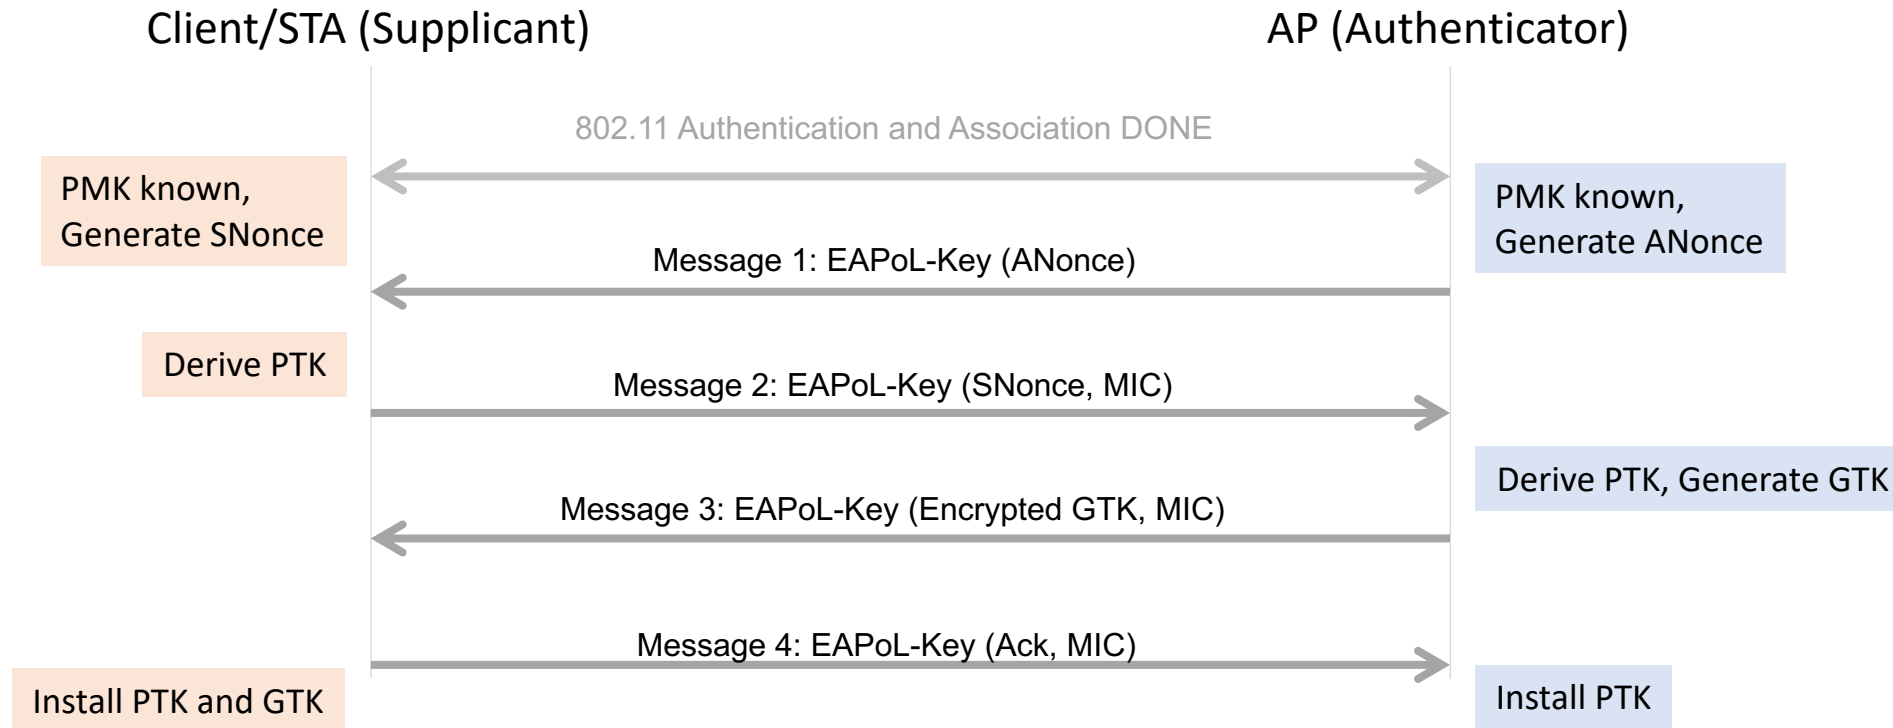 Client/STA (Supplicant)
AP (Authenticator)
802.11 Authentication and Association DONE
PMK known,
Generate SNonce
PMK known,
Generate ANonce
Message 1: EAPoL-Key (ANonce)
Derive PTK
Message 2: EAPoL-Key (SNonce, MIC)
Derive PTK, Generate GTK
Message 3: EAPoL-Key (Encrypted GTK, MIC)
Message 4: EAPoL-Key (Ack, MIC)
Install PTK and GTK
Install PTK